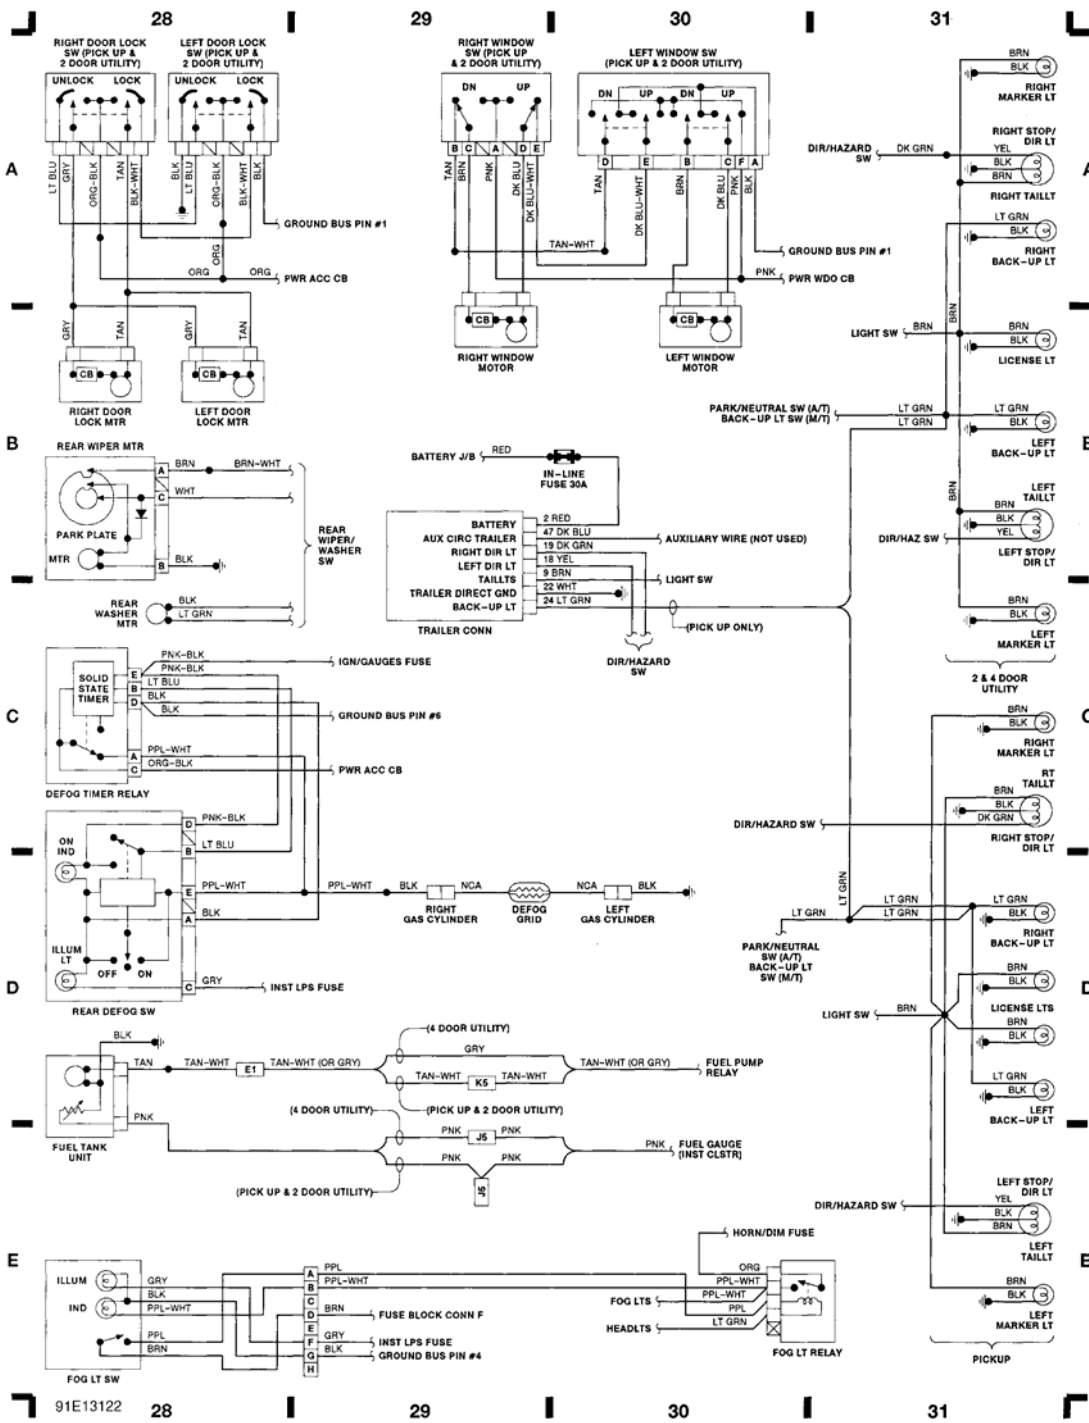 28 29 30 31
RIGHT DOOR LOCK
SW (PICK UP &
2 DOOR UTILITY)
LEFT DOOR LOCK
SW (PICK UP &
2 DOOR UTILITY)
UNLOCK LOCK
UNLOCK LOCK
LT BLU
GRY
ORG-BLK
TAN
BLK-WHT
BLK
LT BLU
ORG-BLK
BLK-WHT
BLK
GROUND BUS PIN #1
ORG
ORG ORG
PWR ACC CB
GRY TAN GRY TAN
CB CB
RIGHT DOOR
LOCK MTR
LEFT DOOR
LOCK MTR
RIGHT WINDOW
SW (PICK UP
& 2 DOOR UTILITY)
DN UP
B C A D E
TAN
BRN
PNK
DK BLU
DK BLU-WHT
LEFT WINDOW SW
(PICK UP & 2 DOOR UTILITY)
DN UP DN UP
D E B C F A
TAN
DK BLU-WHT
BRN
DK BLU
PNK
BLK
TAN-WHT
GROUND BUS PIN #1
PNK
PWR WDO CB
CB CB
RIGHT WINDOW
MOTOR
LEFT WINDOW
MOTOR
BRN
BLK
RIGHT
MARKER LT
RIGHT STOP/
DIR LT
DIR/HAZARD
SW
DK GRN
YEL
BLK
BRN
RIGHT TAILLT
LT GRN
BLK
RIGHT
BACK-UP LT
BRN
LIGHT SW
BRN
BRN
BLK
LICENSE LT
PARK/NEUTRAL SW (A/T)
BACK-UP LT SW (M/T)
LT GRN
LT GRN
LT GRN
BLK
LEFT
BACK-UP LT
BRN
LEFT
TAILLT
BRN
BLK
YEL
DIR/HAZ SW
LEFT STOP/
DIR LT
BRN
BLK
LEFT
MARKER LT
2 & 4 DOOR
UTILITY
A A
B B
C C
D D
E E
REAR WIPER MTR
A C B
BRN BRN-WHT
WHT
PARK PLATE
MTR
BLK
REAR
WIPER/
WASHER
SW
REAR
WASHER
MTR
BLK
LT GRN
BATTERY J/B RED
IN-LINE
FUSE 30A
BATTERY 2 RED
AUX CIRC TRAILER 47 DK BLU
RIGHT DIR LT 19 DK GRN
LEFT DIR LT 18 YEL
TAILLTS 9 BRN
TRAILER DIRECT GND 22 WHT
BACK-UP LT 24 LT GRN
TRAILER CONN
AUXILIARY WIRE (NOT USED)
LIGHT SW
(PICK UP ONLY)
DIR/HAZARD
SW
SOLID
STATE
TIMER
E B D A C
PNK-BLK
PNK-BLK
LT BLU
BLK
BLK
PPL-WHT
ORG-BLK
IGN/GAUGES FUSE
GROUND BUS PIN #6
PWR ACC CB
DEFOG TIMER RELAY
ON
IND
D B E A C
PNK-BLK
LT BLU
PPL-WHT
BLK
GRY
ILLUM
LT
OFF ON
INST LPS FUSE
REAR DEFOG SW
PPL-WHT BLK NCA NCA BLK
RIGHT
GAS CYLINDER
DEFOG
GRID
LEFT
GAS CYLINDER
BRN
BLK
RIGHT
MARKER LT
RT
TAILLT
BRN
BLK
DK GRN
DIR/HAZARD SW
RIGHT STOP/
DIR LT
LT GRN
LT GRN
LT GRN
LT GRN
LT GRN
BLK
RIGHT
BACK-UP LT
PARK/NEUTRAL
SW (A/T)
BACK-UP LT
SW (M/T)
BRN
BLK
LICENSE LTS
LIGHT SW BRN
BRN
BLK
LT GRN
BLK
LEFT
BACK-UP LT
BLK
TAN TAN-WHT E1 TAN-WHT (OR GRY)
(4 DOOR UTILITY)
GRY
TAN-WHT K5 TAN-WHT
TAN-WHT (OR GRY)
FUEL PUMP
RELAY
(PICK UP & 2 DOOR UTILITY)
(4 DOOR UTILITY)
PNK
PNK J5 PNK
PNK
FUEL GAUGE
(INST CLSTR)
PNK PNK
J5
(PICK UP & 2 DOOR UTILITY)
FUEL TANK
UNIT
LEFT STOP/
DIR LT
DIR/HAZARD SW
YEL
BLK
BRN
LEFT
TAILLT
BRN
BLK
LEFT
MARKER LT
PICKUP
ILLUM
IND
GRY
BLK
PPL-WHT
PPL
BRN
FOG LT SW
A PPL
B PPL-WHT
C
D BRN
E
F GRY
G BLK
H
FUSE BLOCK CONN F
INST LPS FUSE
GROUND BUS PIN #4
HORN/DIM FUSE
ORG
PPL-WHT
PPL-WHT
PPL
LT GRN
FOG LTS
HEADLTS
FOG LT RELAY
91E13122
28 29 30 31